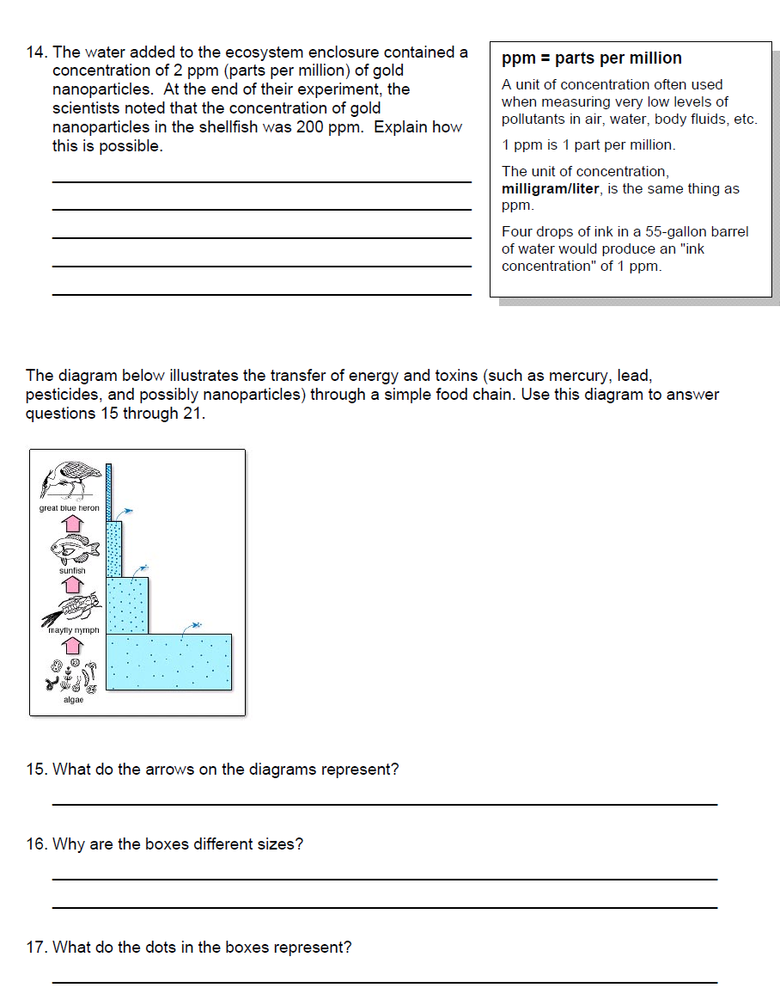 14. The water added to the ecosystem enclosure contained a
concentration of 2 ppm (parts per million) of gold
nanoparticles. At the end of their experiment, the
scientists noted that the concentration of gold
nanoparticles in the shellfish was 200 ppm. Explain how
this is possible.
ppm = parts per million
A unit of concentration often used
when measuring very low levels of
pollutants in air, water, body fluids, etc.
1 ppm is 1 part per million.
The unit of concentration,
milligram/liter, is the same thing as
ppm.
Four drops of ink in a 55-gallon barrel
of water would produce an "ink
concentration" of 1 ppm.
The diagram below illustrates the transfer of energy and toxins (such as mercury, lead,
pesticides, and possibly nanoparticles) through a simple food chain. Use this diagram to answer
questions 15 through 21.
great blue heron
sunfish
mayfly nymph
algae
15. What do the arrows on the diagrams represent?
16. Why are the boxes different sizes?
17. What do the dots in the boxes represent?